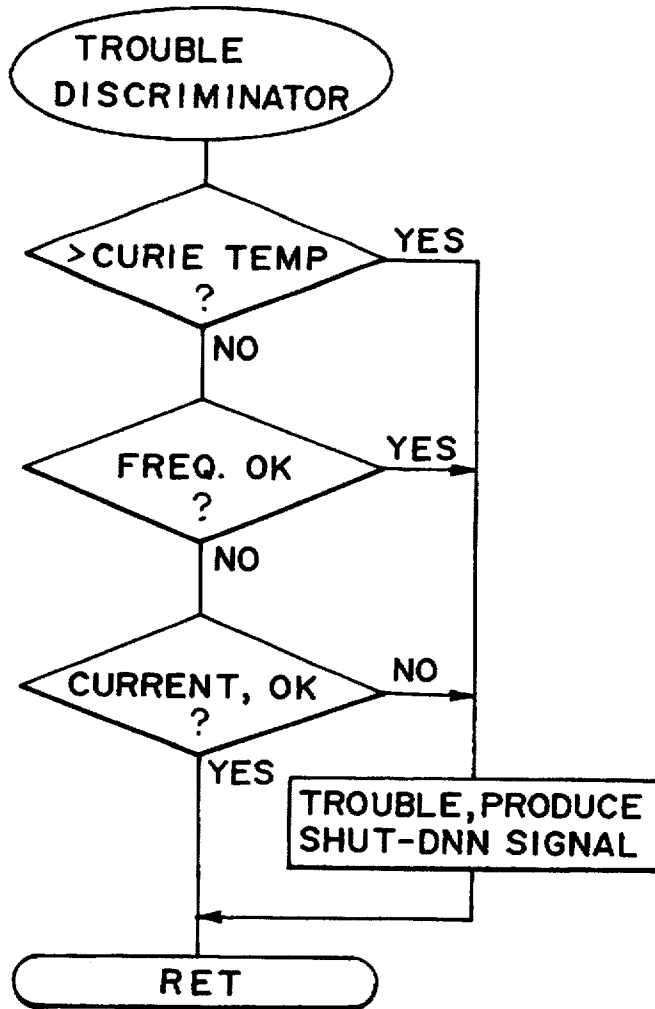 TROUBLE
DISCRIMINATOR
>CURIE TEMP
?
YES
NO
FREQ. OK
?
YES
NO
CURRENT, OK
?
NO
YES
TROUBLE, PRODUCE
SHUT-DNN SIGNAL
RET